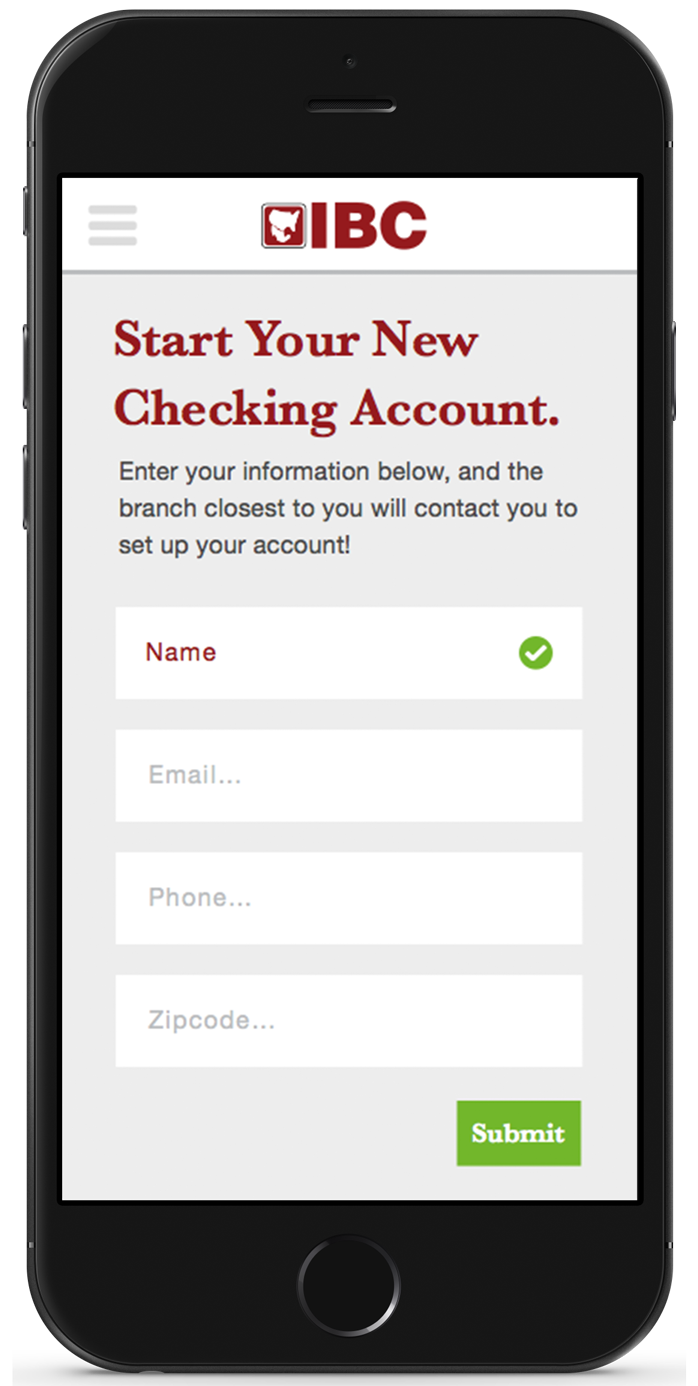 IBC
Start Your New
Checking Account.
Enter your information below, and the
branch closest to you will contact you to
set up your account!
Name
Email...
Phone...
Zipcode...
Submit